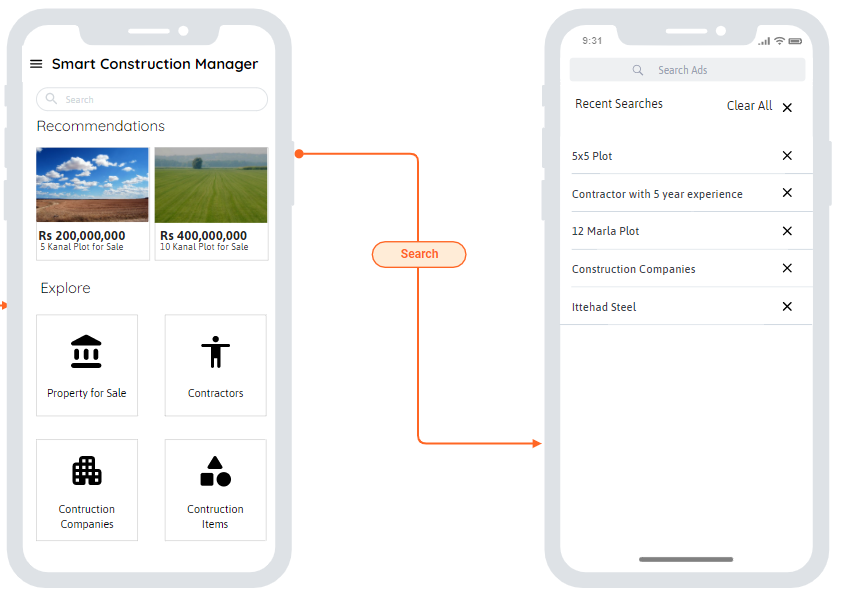 Smart Construction Manager
Search
Recommendations
Rs 200,000,000
5 Kanal Plot for Sale
Rs 400,000,000
10 Kanal Plot for Sale
Explore
Property for Sale
Contractors
Contruction
Companies
Contruction
Items
Search
9:31
Search Ads
Recent Searches
Clear All
5x5 Plot
Contractor with 5 year experience
12 Marla Plot
Construction Companies
Ittehad Steel